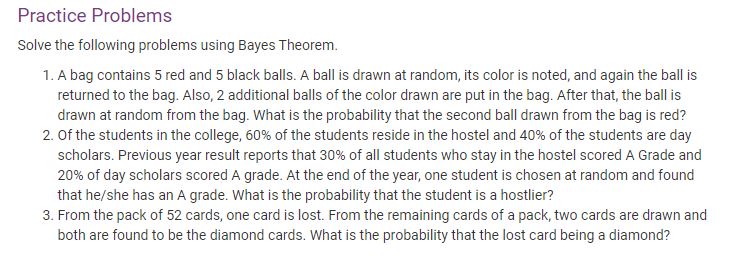 Practice Problems
Solve the following problems using Bayes Theorem.
1. A bag contains 5 red and 5 black balls. A ball is drawn at random, its color is noted, and again the ball is
returned to the bag. Also, 2 additional balls of the color drawn are put in the bag. After that, the ball is
drawn at random from the bag. What is the probability that the second ball drawn from the bag is red?
2. Of the students in the college, 60% of the students reside in the hostel and 40% of the students are day
scholars. Previous year result reports that 30% of all students who stay in the hostel scored A Grade and
20% of day scholars scored A grade. At the end of the year, one student is chosen at random and found
that he/she has an A grade. What is the probability that the student is a hostlier?
3. From the pack of 52 cards, one card is lost. From the remaining cards of a pack, two cards are drawn and
both are found to be the diamond cards. What is the probability that the lost card being a diamond?